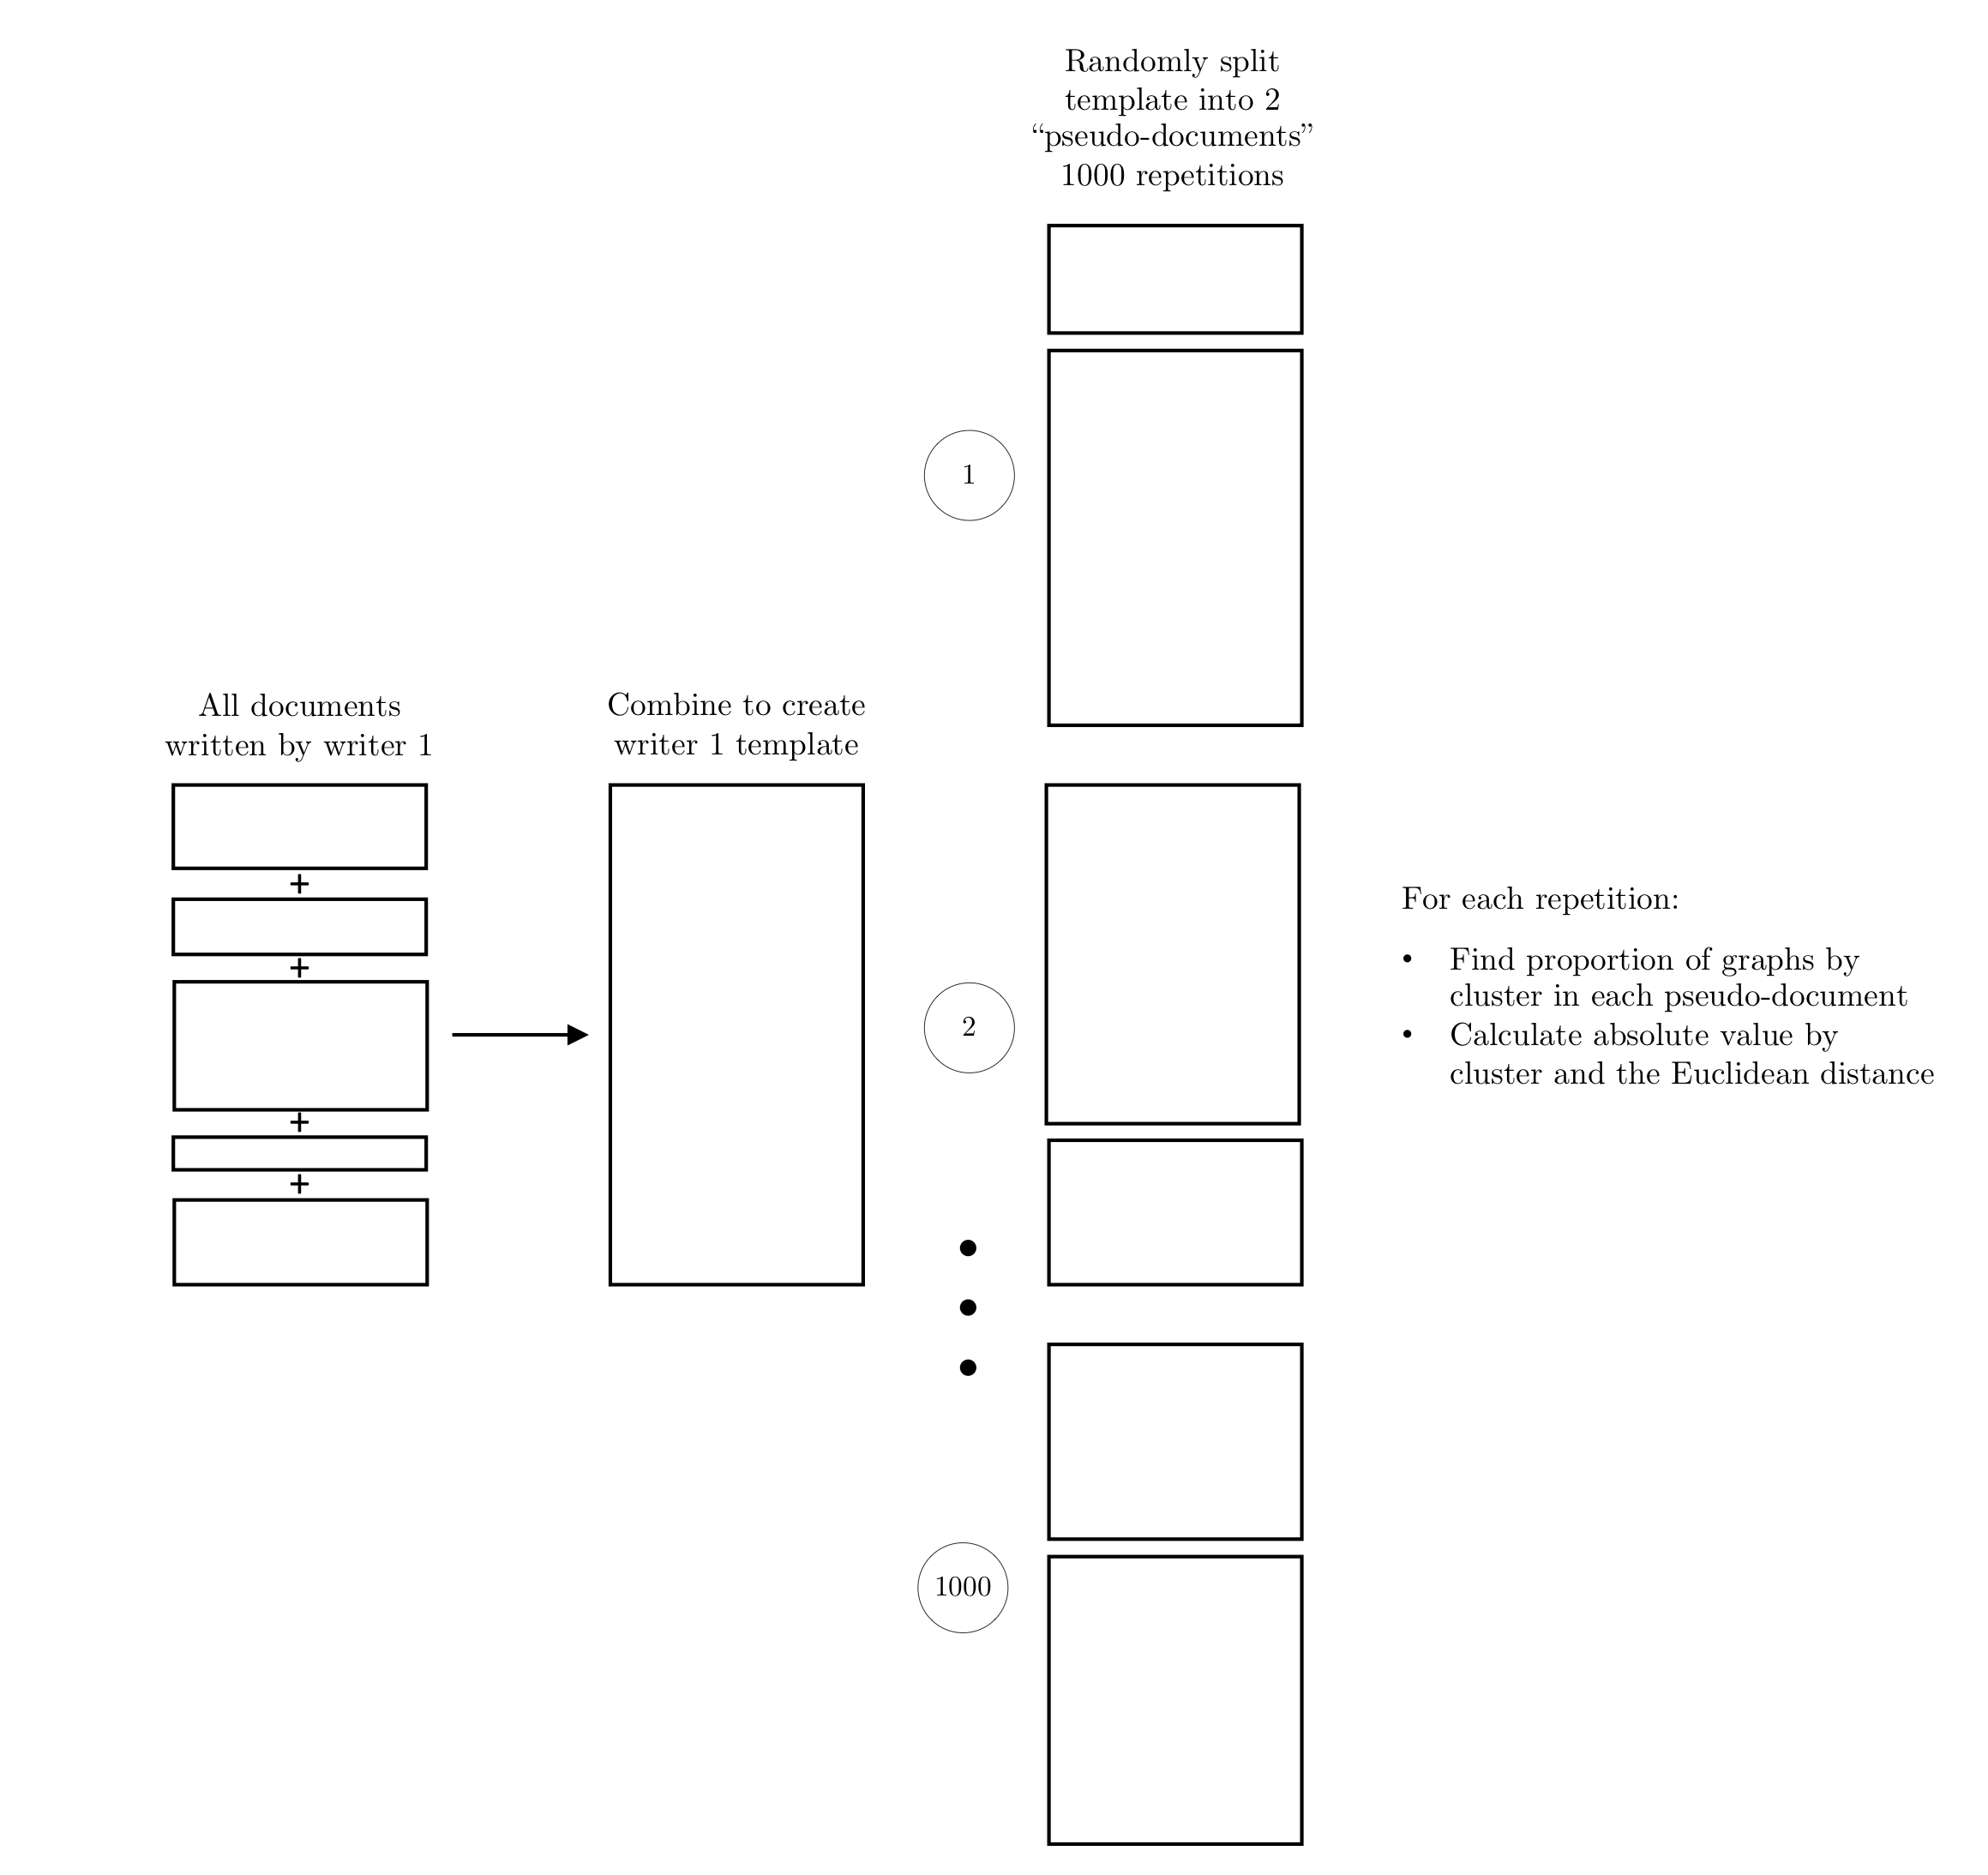 Randomly split
template into 2
“pseudo-documents”
1000 repetitions
1
All documents
written by writer 1
Combine to create
writer 1 template
+
+
+
+
2
For each repetition:
• Find proportion of graphs by
cluster in each pseudo-document
• Calculate absolute value by
cluster and the Euclidean distance
1000